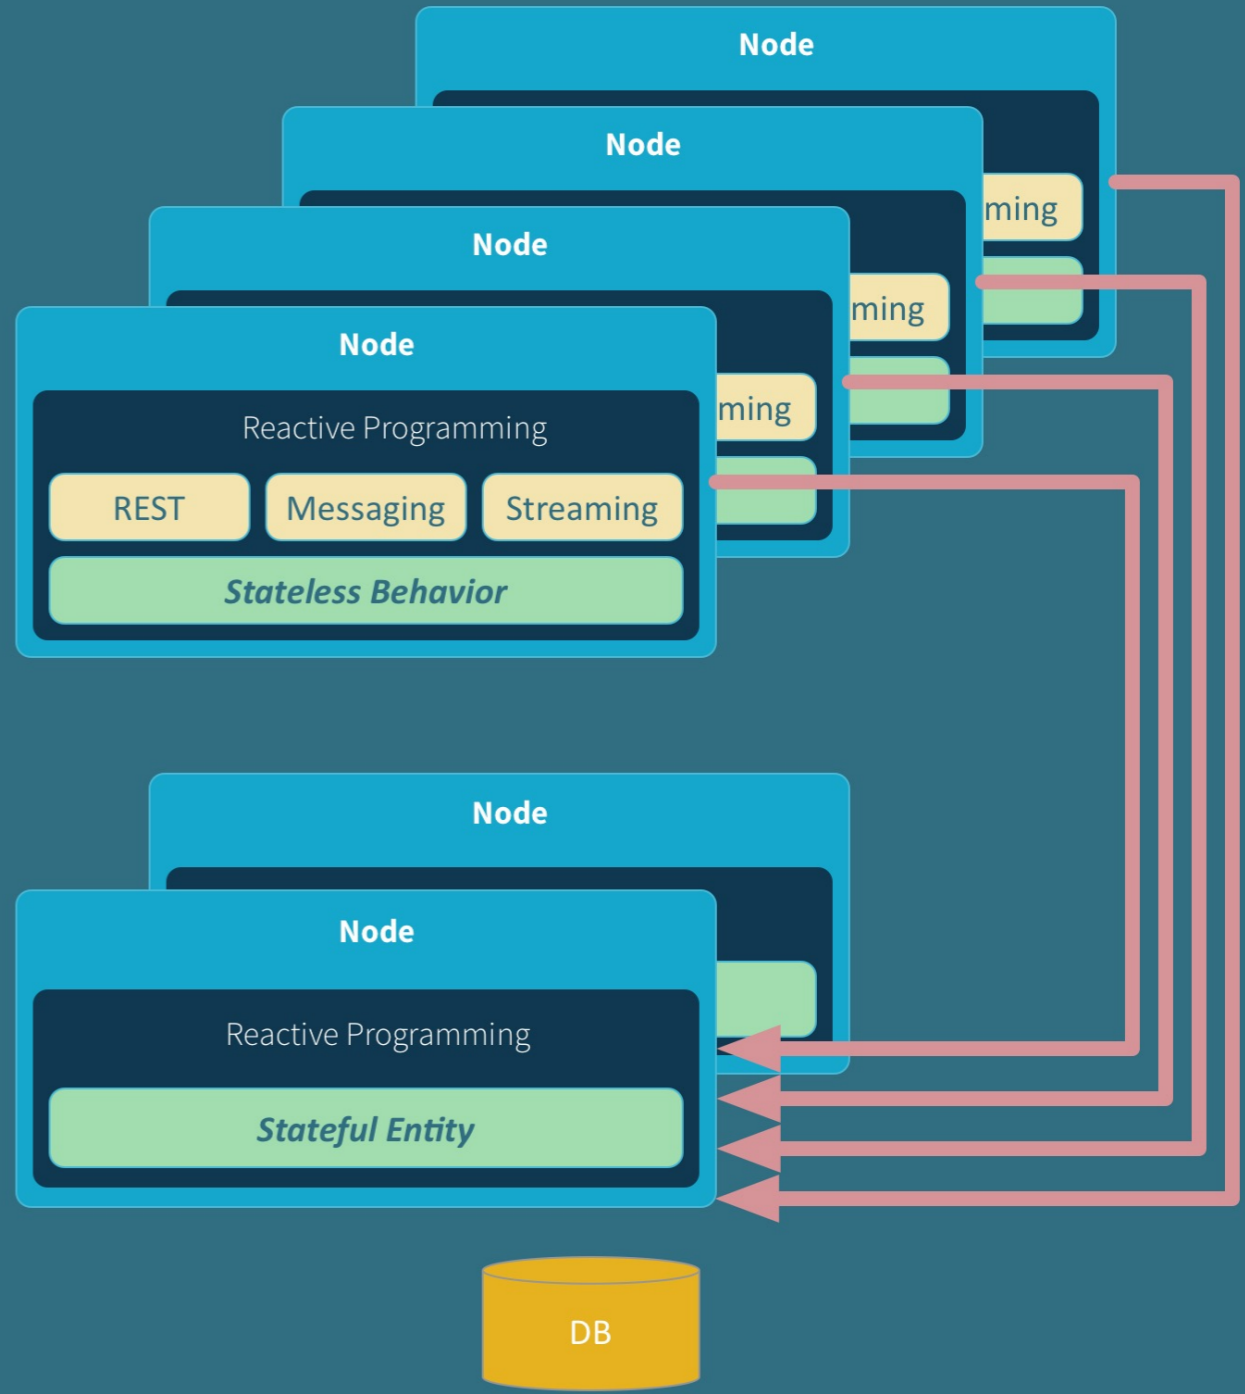 Node
Node
ming
Node
ming
Node
ming
Reactive Programming
REST
Messaging
Streaming
Stateless Behavior
Node
Node
Reactive Programming
Stateful Entity
DB